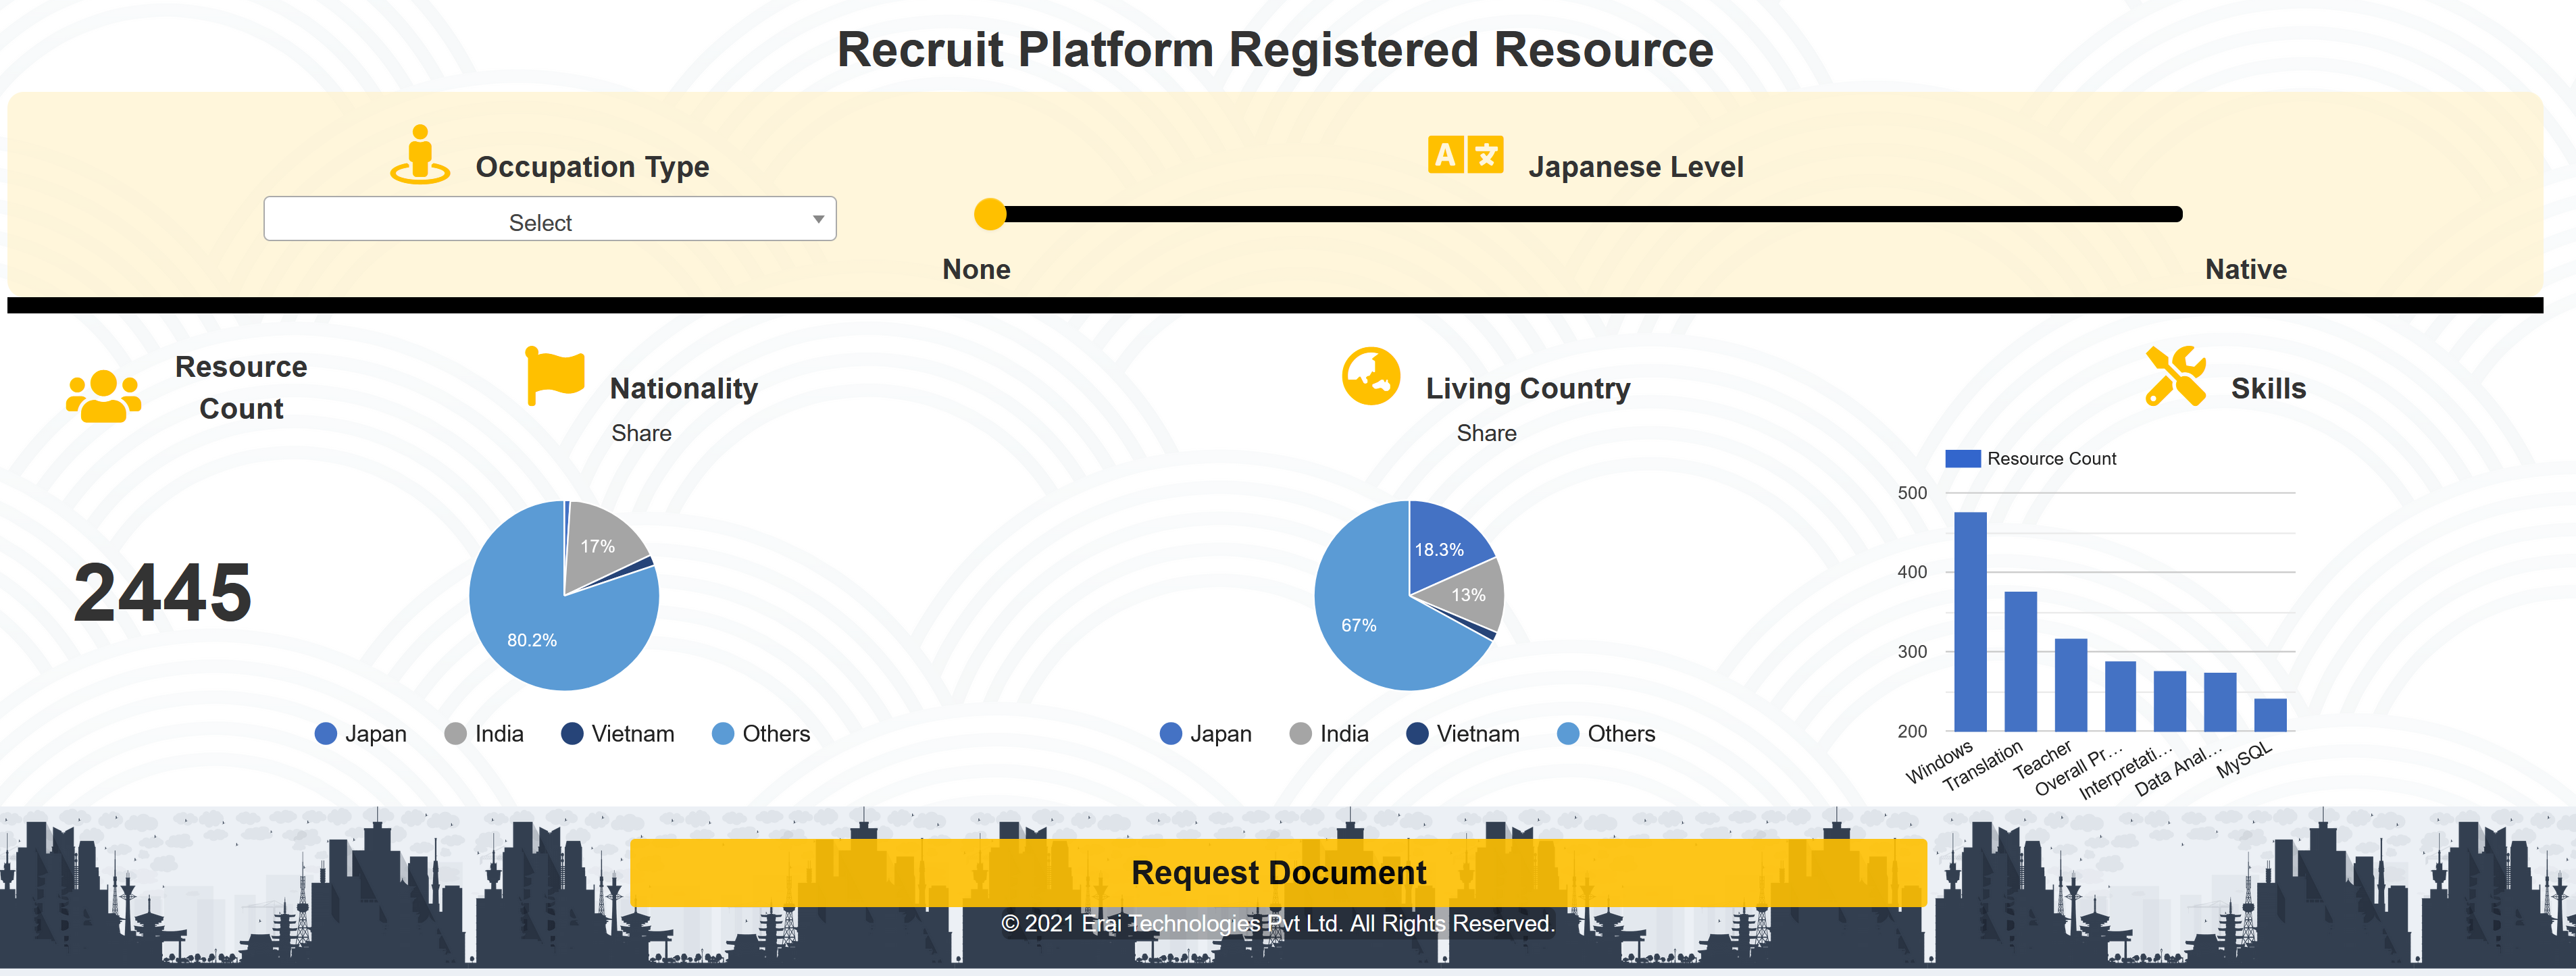 Recruit Platform Registered Resource
Occupation Type
Select
A 文 Japanese Level
None
Native
Resource
Count
2445
Nationality
Share
17%
80.2%
Japan India Vietnam Others
Living Country
Share
18.3%
13%
67%
Japan India Vietnam Others
Skills
Resource Count
500
400
300
200
Windows
Translation
Teacher
Overall Pr...
Interpretati...
Data Anal...
MySQL
Request Document
© 2021 Erai Technologies Pvt Ltd. All Rights Reserved.